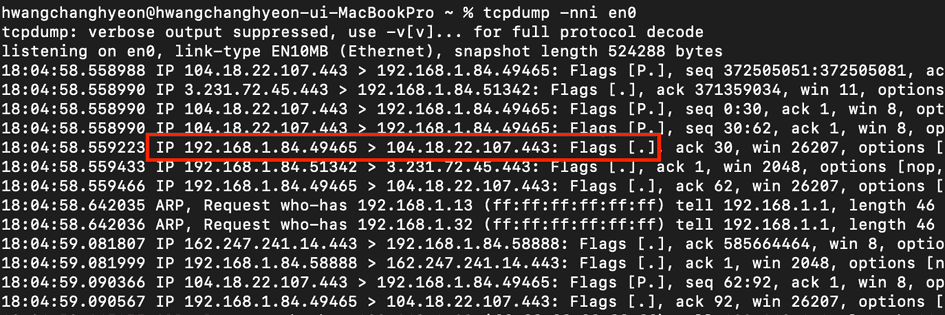 hwangchanghyeon@hwangchanghyeon-ui-MacBookPro ~ % tcpdump -nni en0
tcpdump: verbose output suppressed, use -v[v]... for full protocol decode
listening on en0, link-type EN10MB (Ethernet), snapshot length 524288 bytes
18:04:58.558988 IP 104.18.22.107.443 > 192.168.1.84.49465: Flags [P.], seq 372505051:372505081, ac
18:04:58.558990 IP 3.231.72.45.443 > 192.168.1.84.51342: Flags [.], ack 371359034, win 11, options
18:04:58.558990 IP 104.18.22.107.443 > 192.168.1.84.49465: Flags [P.], seq 0:30, ack 1, win 8, opt
18:04:58.558990 IP 104.18.22.107.443 > 192.168.1.84.49465: Flags [P.], seq 30:62, ack 1, win 8, op
18:04:58.559223 IP 192.168.1.84.49465 > 104.18.22.107.443: Flags [.], ack 30, win 26207, options [
18:04:58.559433 IP 192.168.1.84.51342 > 3.231.72.45.443: Flags [.], ack 1, win 2048, options [nop,
18:04:58.559466 IP 192.168.1.84.49465 > 104.18.22.107.443: Flags [.], ack 62, win 26207, options [
18:04:58.642035 ARP, Request who-has 192.168.1.13 (ff:ff:ff:ff:ff:ff) tell 192.168.1.1, length 46
18:04:58.642036 ARP, Request who-has 192.168.1.32 (ff:ff:ff:ff:ff:ff) tell 192.168.1.1, length 46
18:04:59.081807 IP 162.247.241.14.443 > 192.168.1.84.58888: Flags [.], ack 585664464, win 8, optio
18:04:59.081999 IP 192.168.1.84.58888 > 162.247.241.14.443: Flags [.], ack 1, win 2048, options [n
18:04:59.090366 IP 104.18.22.107.443 > 192.168.1.84.49465: Flags [P.], seq 62:92, ack 1, win 8, op
18:04:59.090567 IP 192.168.1.84.49465 > 104.18.22.107.443: Flags [.], ack 92, win 26207, options [